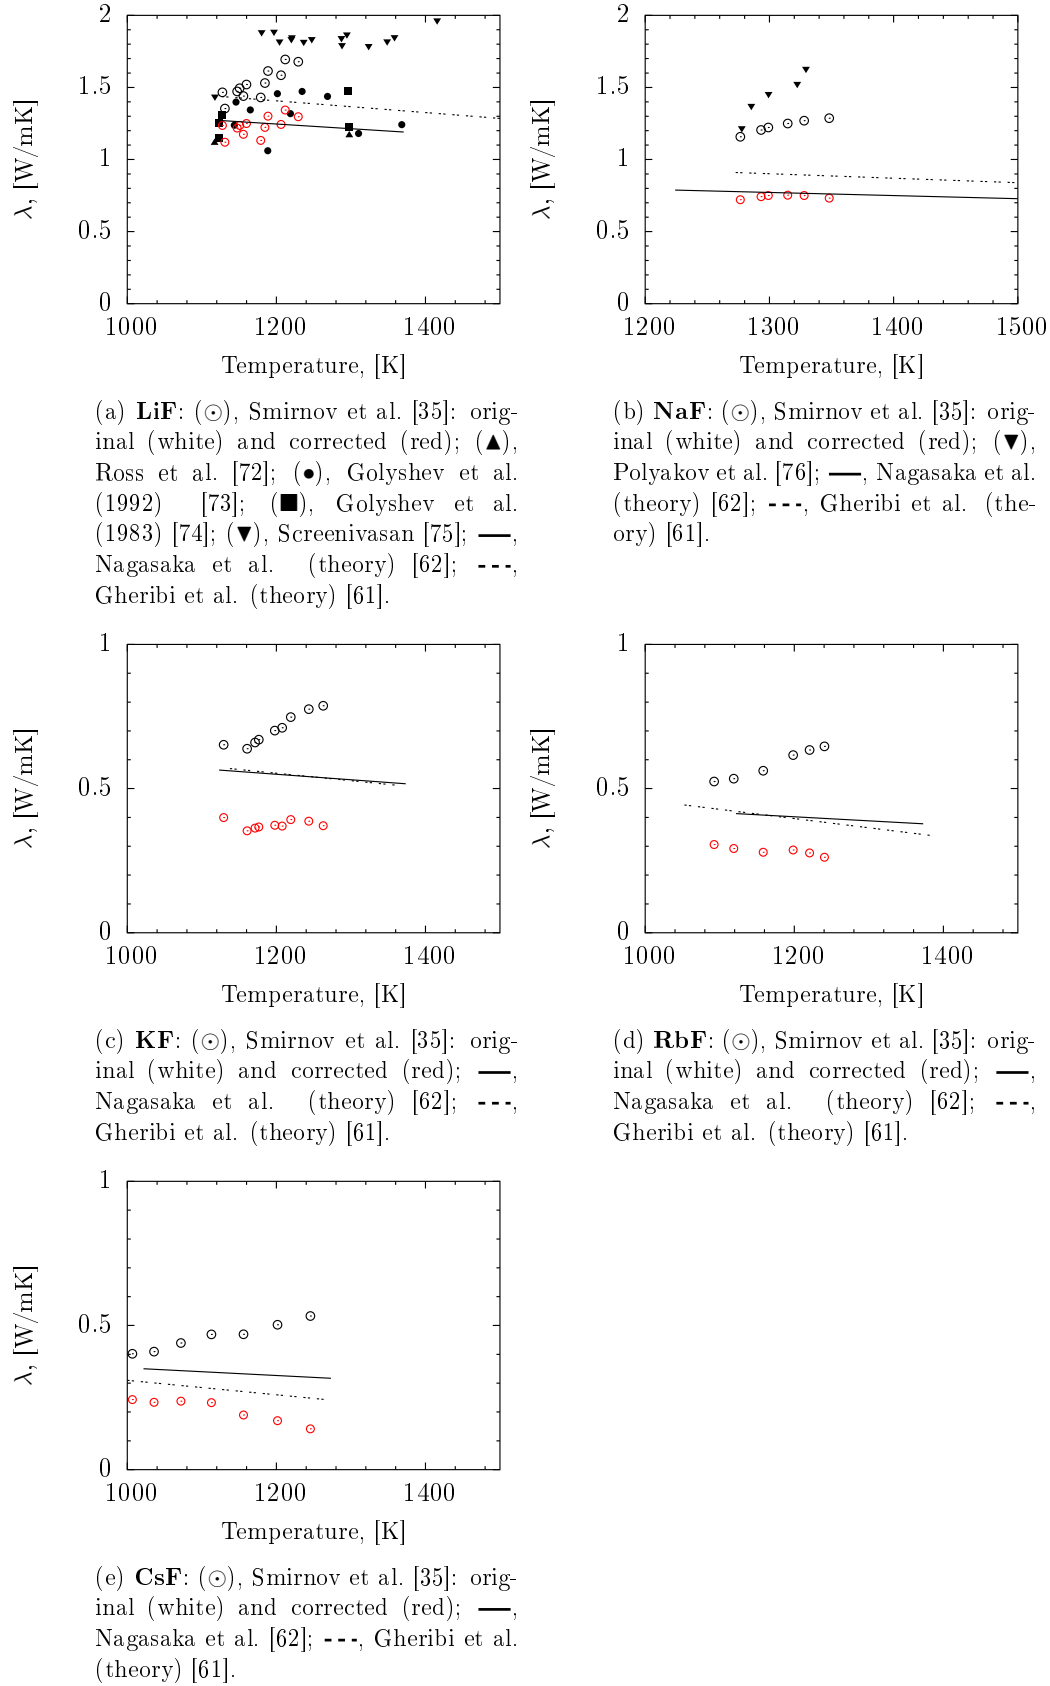 2
1.5
1
0.5
0
1000 1200 1400
λ, [W/mK]
Temperature, [K]
(a) LiF: (⊙), Smirnov et al. [35]: orig-
inal (white) and corrected (red); (▲),
Ross et al. [72]; (●), Golyshev et al.
(1992) [73]; (■), Golyshev et al.
(1983) [74]; (▼), Screenivasan [75]; —,
Nagasaka et al. (theory) [62]; ---,
Gheribi et al. (theory) [61].
2
1.5
1
0.5
0
1200 1300 1400 1500
λ, [W/mK]
Temperature, [K]
(b) NaF: (⊙), Smirnov et al. [35]: orig-
inal (white) and corrected (red); (▼),
Polyakov et al. [76]; —, Nagasaka et al.
(theory) [62]; ---, Gheribi et al. (the-
ory) [61].
1
0.5
0
1000 1200 1400
λ, [W/mK]
Temperature, [K]
(c) KF: (⊙), Smirnov et al. [35]: orig-
inal (white) and corrected (red); —,
Nagasaka et al. (theory) [62]; ---,
Gheribi et al. (theory) [61].
1
0.5
0
1000 1200 1400
λ, [W/mK]
Temperature, [K]
(d) RbF: (⊙), Smirnov et al. [35]: orig-
inal (white) and corrected (red); —,
Nagasaka et al. (theory) [62]; ---,
Gheribi et al. (theory) [61].
1
0.5
0
1000 1200 1400
λ, [W/mK]
Temperature, [K]
(e) CsF: (⊙), Smirnov et al. [35]: orig-
inal (white) and corrected (red); —,
Nagasaka et al. [62]; ---, Gheribi et al.
(theory) [61].